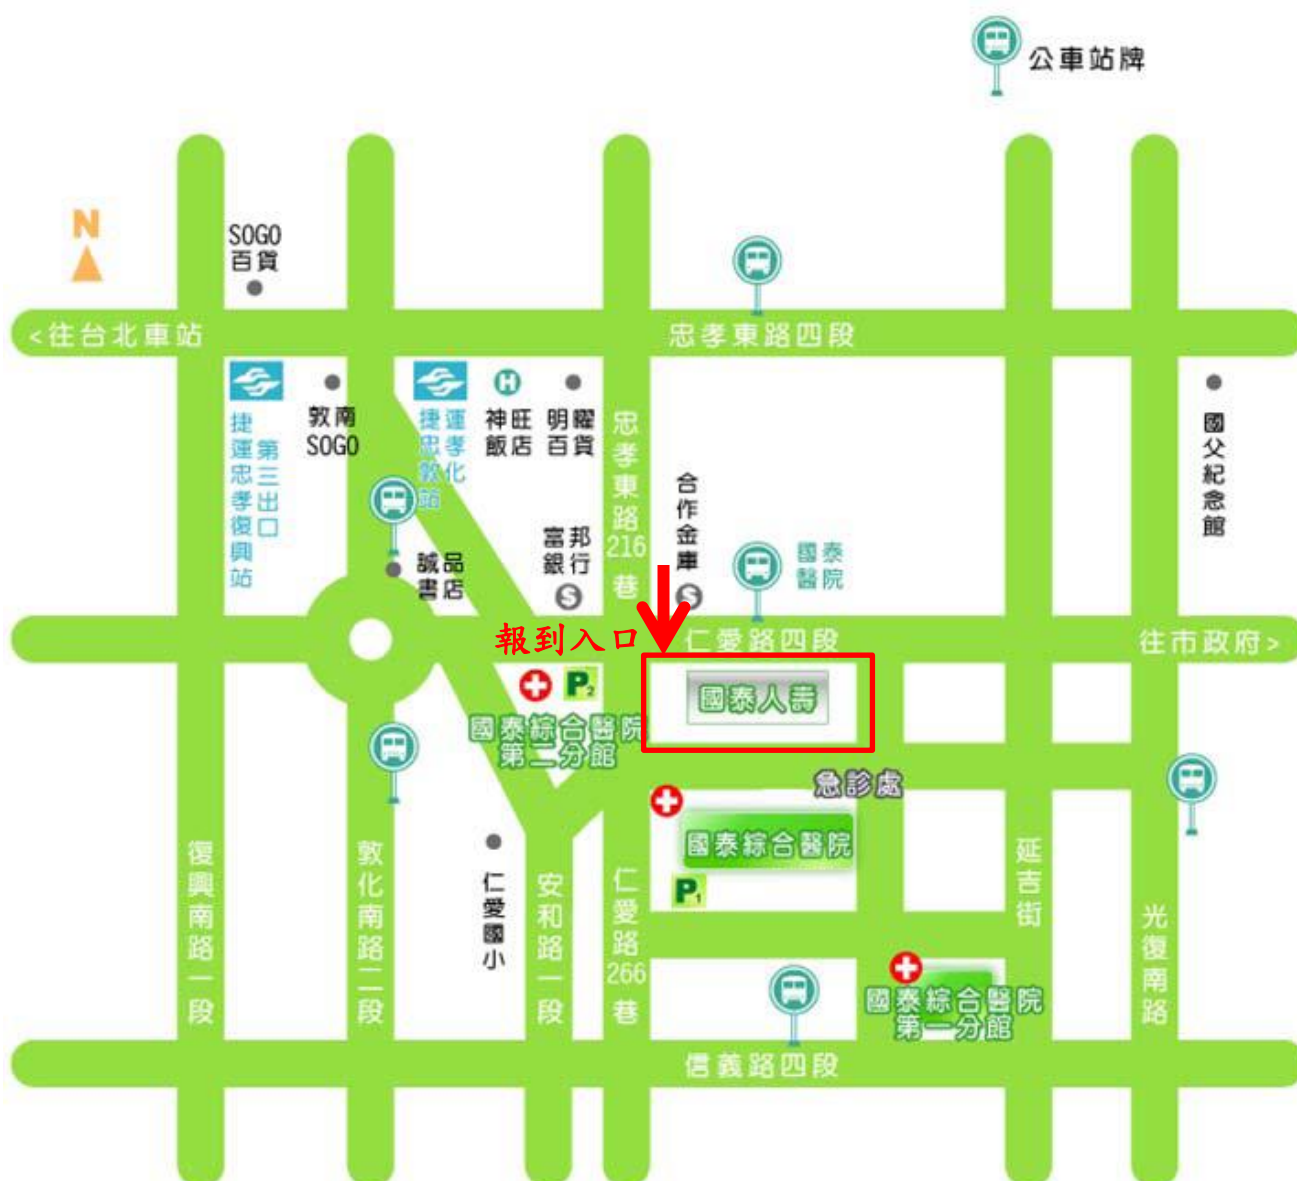 公車站牌
N
SOGO
百貨
<往台北車站
忠孝東路四段
捷運忠孝復興站
第三出口
敦南
SOGO
捷運
忠孝
敦化
站
H
神旺
飯店
明曜
百貨
忠孝東路216巷
合作金庫
國父紀念館
誠品
書店
富邦
銀行
S
S
國泰
醫院
報到入口
仁愛路四段
往市政府>
P2
國泰綜合醫院
第二分館
國泰人壽
急診處
國泰綜合醫院
P1
復興南路一段
敦化南路二段
仁愛國小
安和路一段
仁愛路266巷
延吉街
光復南路
國泰綜合醫院
第一分館
信義路四段